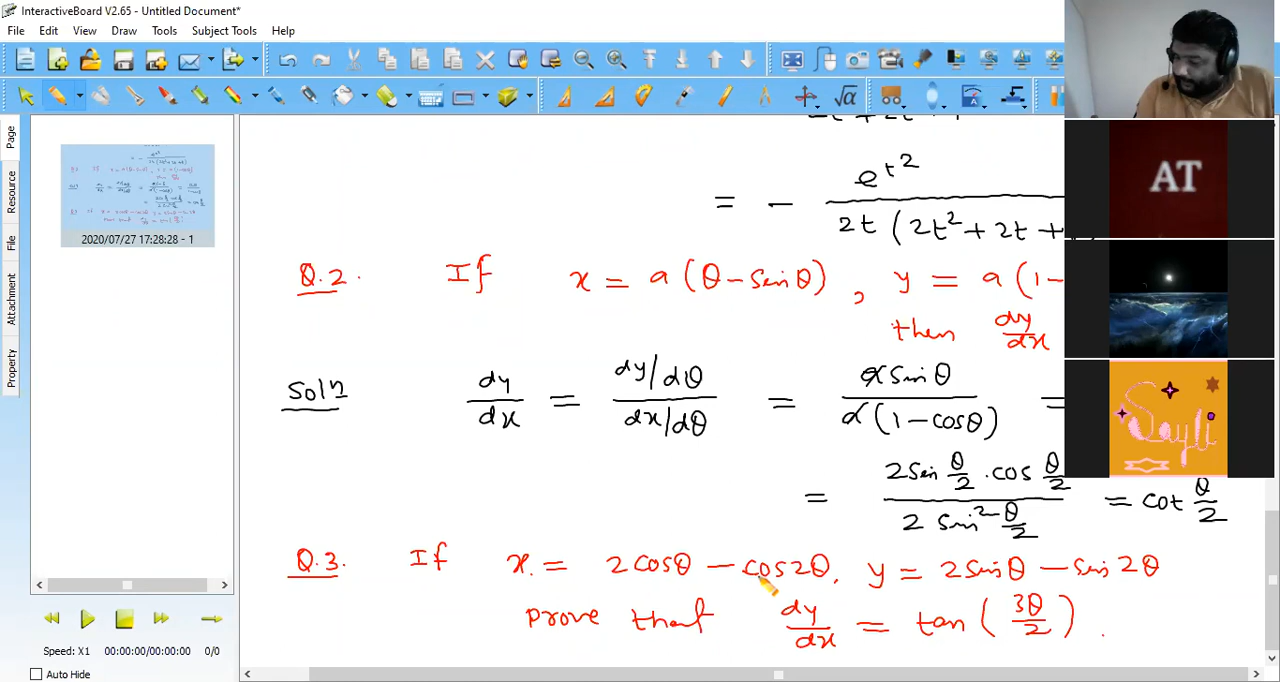 InteractiveBoard V2.65 - Untitled Document*
File Edit View Draw Tools Subject Tools Help
Page
Resource
File
Attachment
Property
2020/07/27 17:28:28 - 1
Speed: X1 00:00:00/00:00:00 0/0
Auto Hide
= - e^t² / 2t (2t² + 2t +
Q.2. If x = a (θ - sinθ), y = a (1-
then dy/dx
Soln dy/dx = dy/dθ / dx/dθ = a sinθ / a (1 - cosθ) =
= 2 sin θ/2 . cos θ/2 / 2 sin² θ/2 = cot θ/2
Q.3. If x. = 2cosθ - cos2θ, y = 2sinθ - sin 2θ
prove that dy/dx = tan (3θ/2).
AT
Sayli